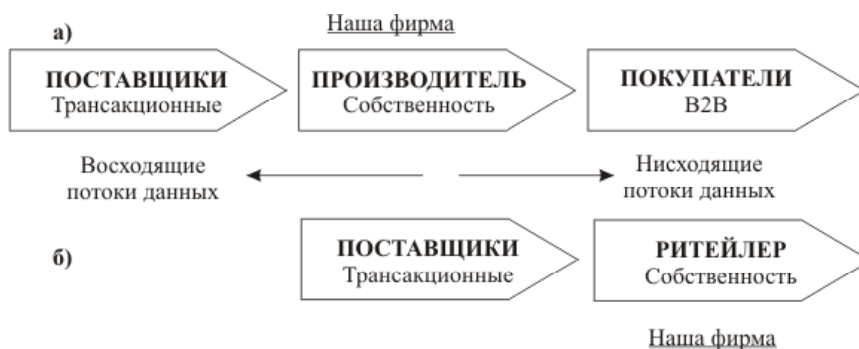 а)
Наша фирма
ПОСТАВЩИКИ
Трансакционные
ПРОИЗВОДИТЕЛЬ
Собственность
ПОКУПАТЕЛИ
B2B
Восходящие
потоки данных
Нисходящие
потоки данных
б)
ПОСТАВЩИКИ
Трансакционные
РИТЕЙЛЕР
Собственность
Наша фирма